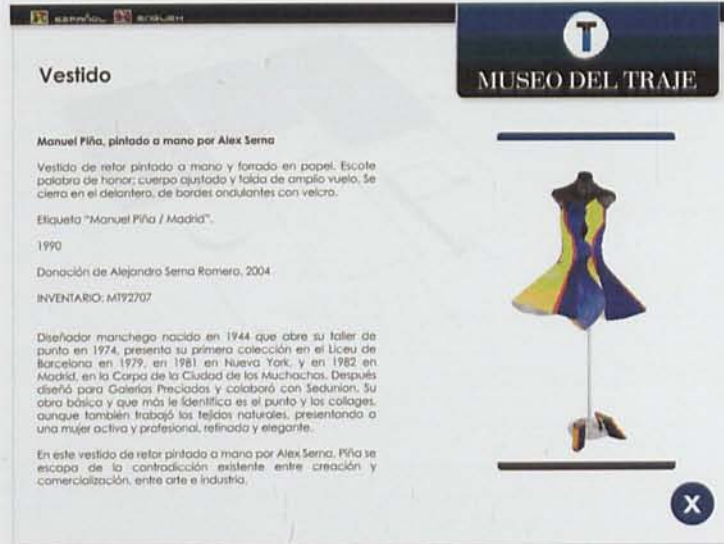 ESPAÑOL ENGLISH
T
MUSEO DEL TRAJE
Vestido
Manuel Piña, pintado a mano por Alex Serna
Vestido de retor pintado a mano y forrado en papel. Escote
palabra de honor; cuerpo ajustado y falda de amplio vuelo. Se
cierra en el delantero, de bordes ondulantes con velcro.
Etiqueta "Manuel Piña / Madrid".
1990
Donación de Alejandro Serna Romero, 2004
INVENTARIO: MT92707
Diseñador manchego nacido en 1944 que abre su taller de
punto en 1974, presenta su primera colección en el Liceu de
Barcelona en 1979, en 1981 en Nueva York, y en 1982 en
Madrid, en la Carpa de la Ciudad de los Muchachos. Después
diseñó para Galerías Preciados y colaboró con Sedunion. Su
obra básica y que más le identifica es el punto y los collages,
aunque también trabajó los tejidos naturales, presentando a
una mujer activa y profesional, refinada y elegante.
En este vestido de retor pintado a mano por Alex Serna, Piña se
escapa de la contradicción existente entre creación y
comercialización, entre arte e industria.
X